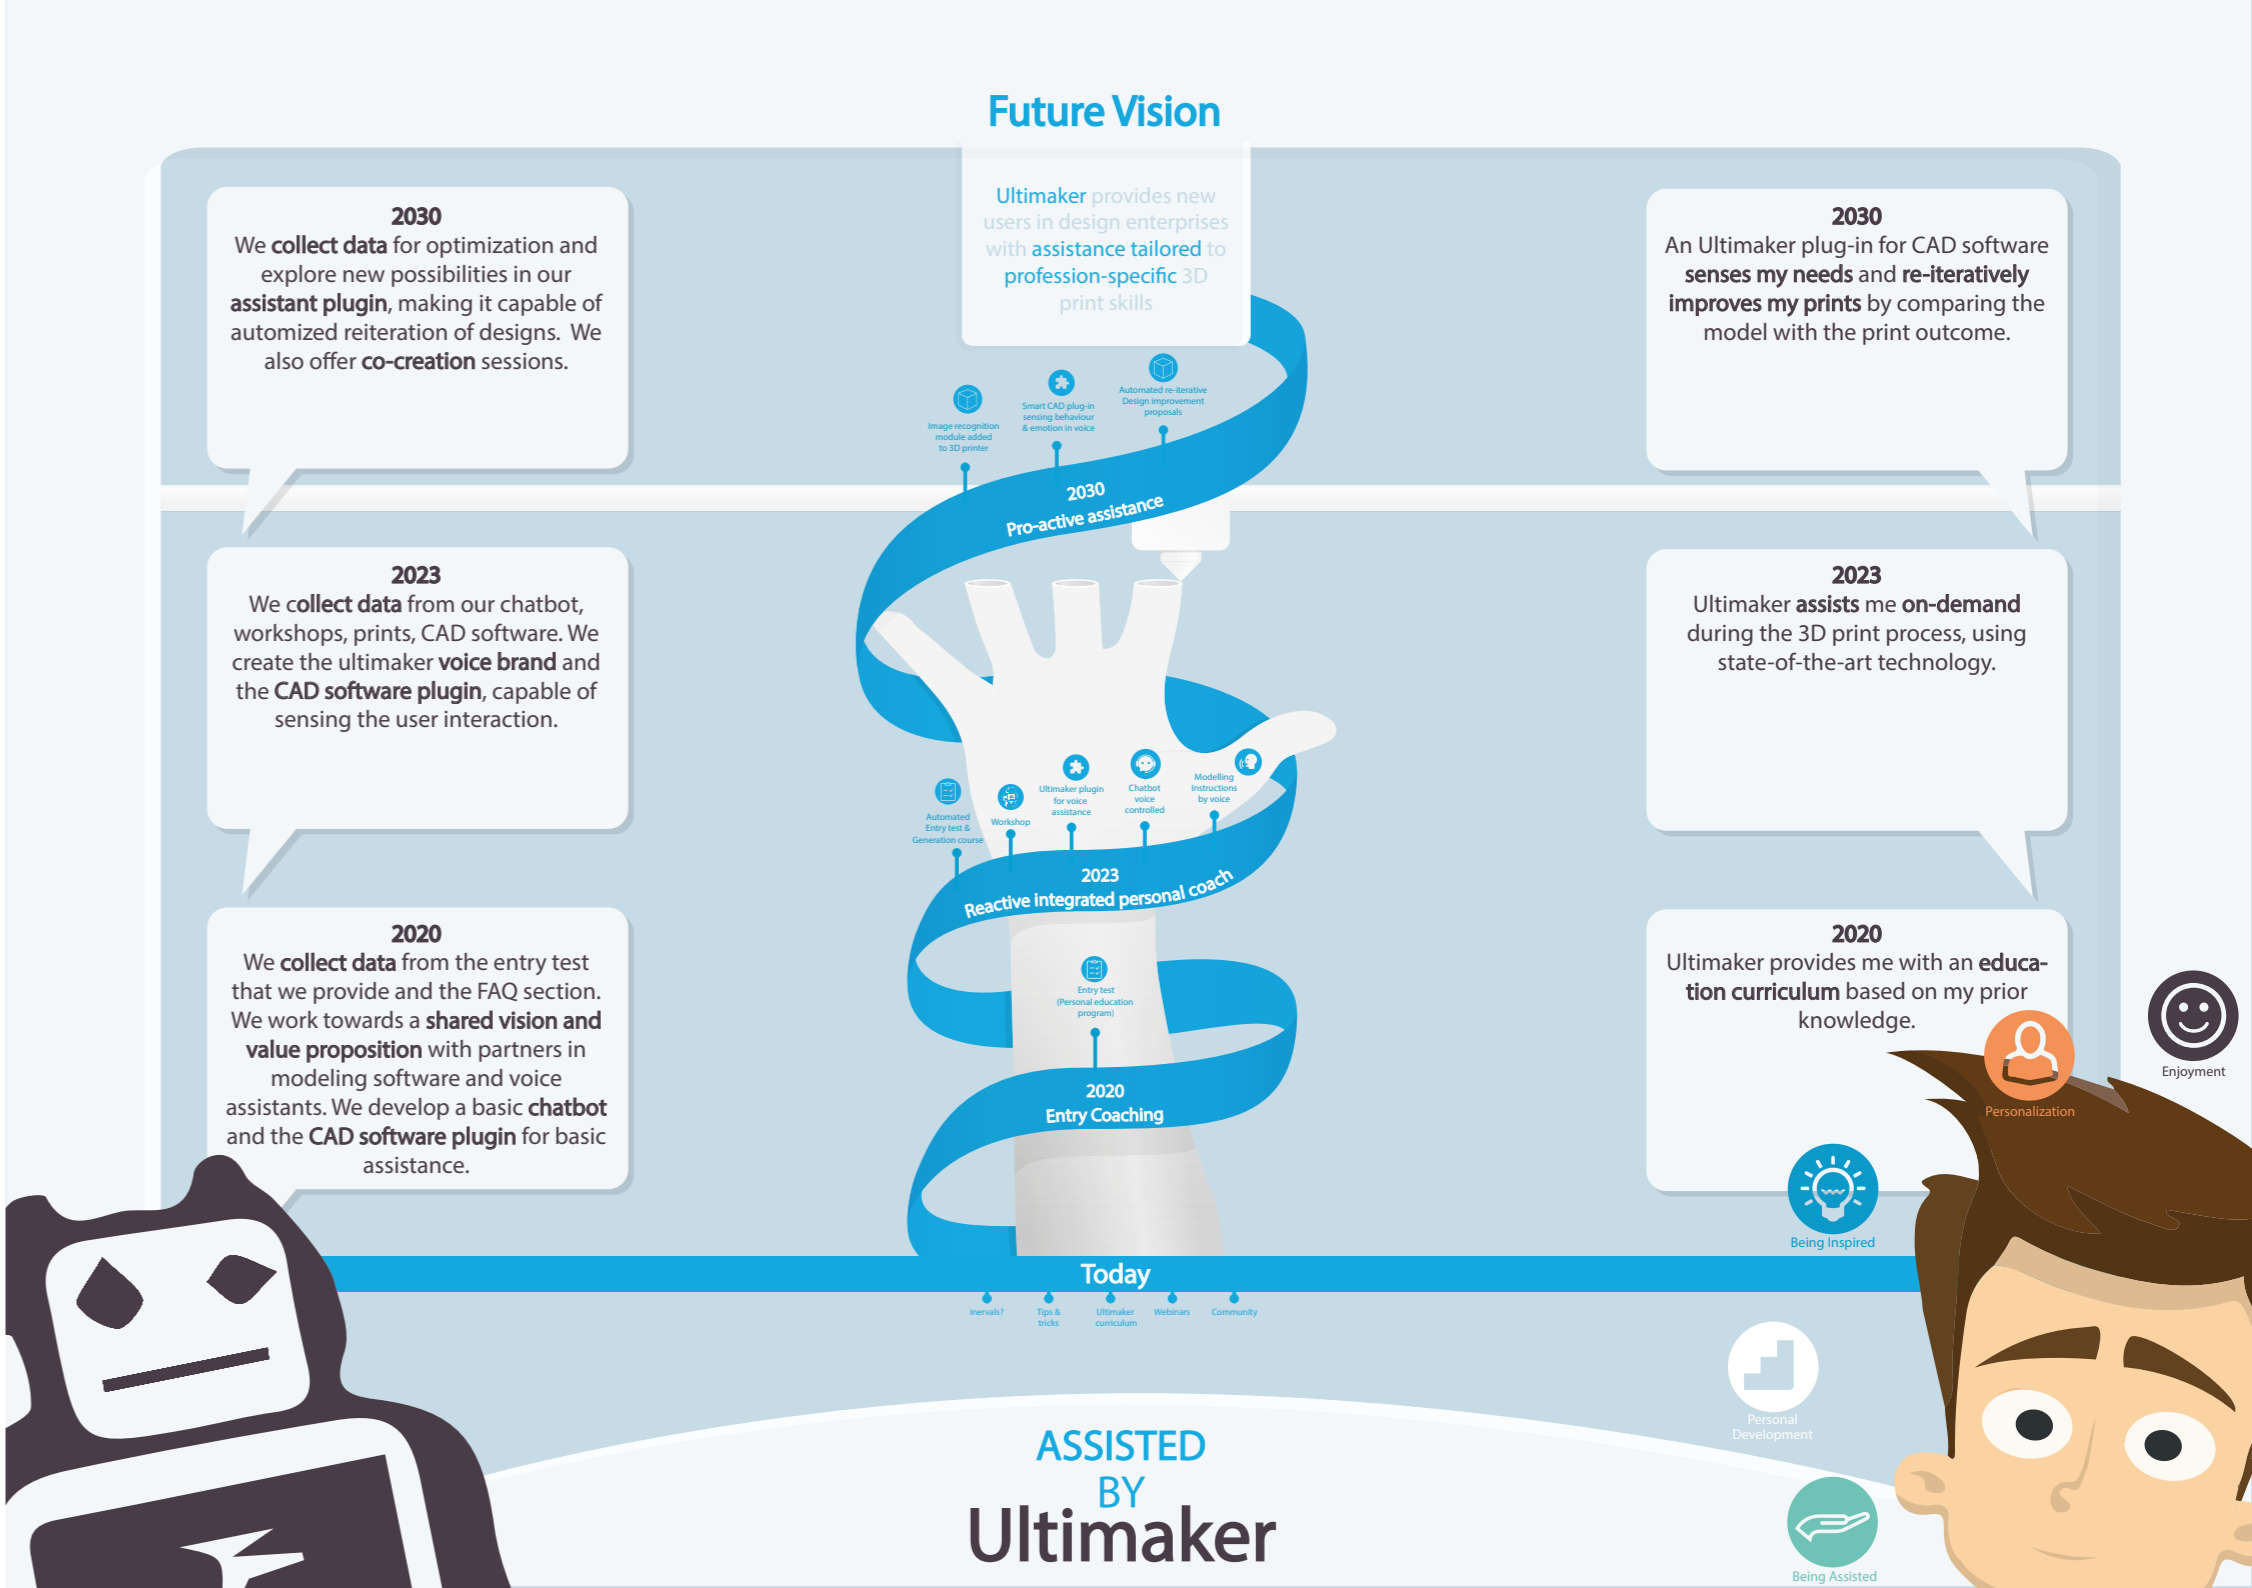 Future Vision
Ultimaker provides new
users in design enterprises
with assistance tailored to
profession-specific 3D
print skills
2030
We collect data for optimization and
explore new possibilities in our
assistant plugin, making it capable of
automized reiteration of designs. We
also offer co-creation sessions.
2023
We collect data from our chatbot,
workshops, prints, CAD software. We
create the ultimaker voice brand and
the CAD software plugin, capable of
sensing the user interaction.
2020
We collect data from the entry test
that we provide and the FAQ section.
We work towards a shared vision and
value proposition with partners in
modeling software and voice
assistants. We develop a basic chatbot
and the CAD software plugin for basic
assistance.
Image recognition
module added
to 3D printer
Smart CAD plug-in
sensing behaviour
& emotion in voice
Automated re-iterative
Design improvement
proposals
2030
Pro-active assistance
Automated
Entry test &
Generation course
Workshop
Ultimaker plugin
for voice
assistance
Chatbot
voice
controlled
Modelling
Instructions
by voice
2023
Reactive integrated personal coach
Entry test
(Personal education
program)
2020
Entry Coaching
Today
inervals?
Tips &
tricks
Ultimaker
curriculum
Webinars
Community
2030
An Ultimaker plug-in for CAD software
senses my needs and re-iteratively
improves my prints by comparing the
model with the print outcome.
2023
Ultimaker assists me on-demand
during the 3D print process, using
state-of-the-art technology.
2020
Ultimaker provides me with an educa-
tion curriculum based on my prior
knowledge.
Enjoyment
Personalization
Being Inspired
Personal
Development
Being Assisted
ASSISTED
BY
Ultimaker